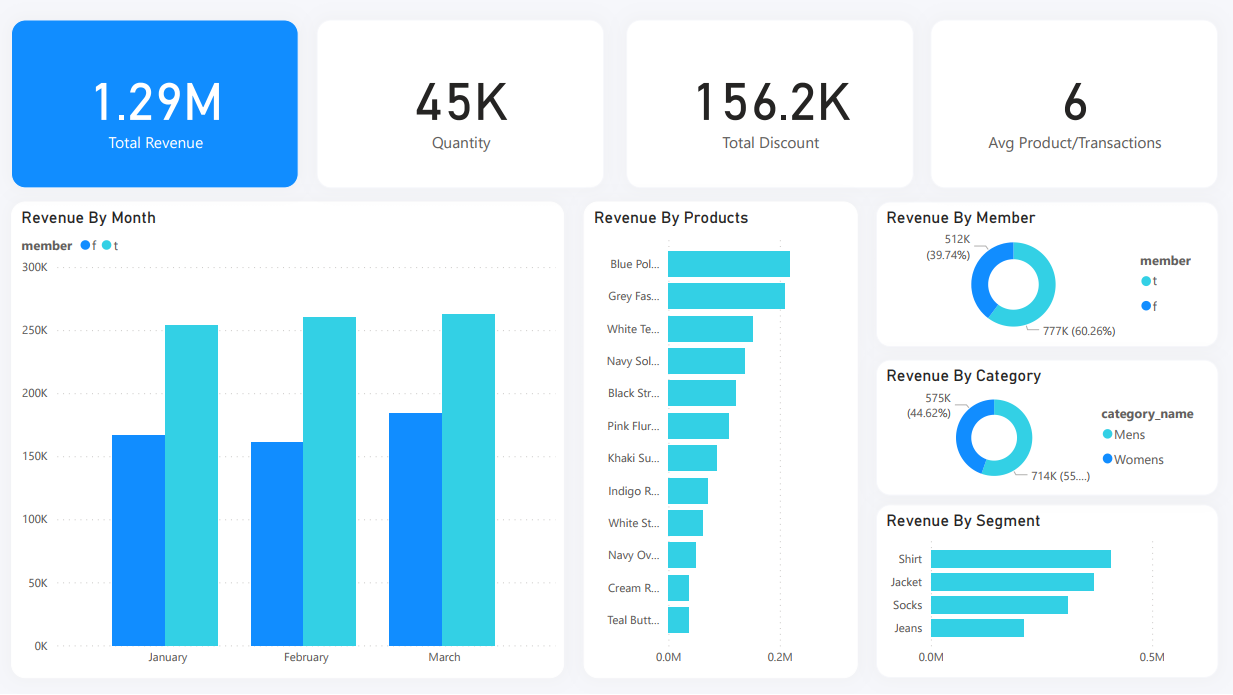 1.29M
Total Revenue
45K
Quantity
156.2K
Total Discount
6
Avg Product/Transactions
Revenue By Month
member f t
300K
250K
200K
150K
100K
50K
0K
January February March
Revenue By Products
Blue Pol...
Grey Fas...
White Te...
Navy Sol...
Black Str...
Pink Flur...
Khaki Su...
Indigo R...
White St...
Navy Ov...
Cream R...
Teal Butt...
0.0M 0.2M
Revenue By Member
512K
(39.74%)
777K (60.26%)
member
t
f
Revenue By Category
575K
(44.62%)
714K (55....)
category_name
Mens
Womens
Revenue By Segment
Shirt
Jacket
Socks
Jeans
0.0M 0.5M